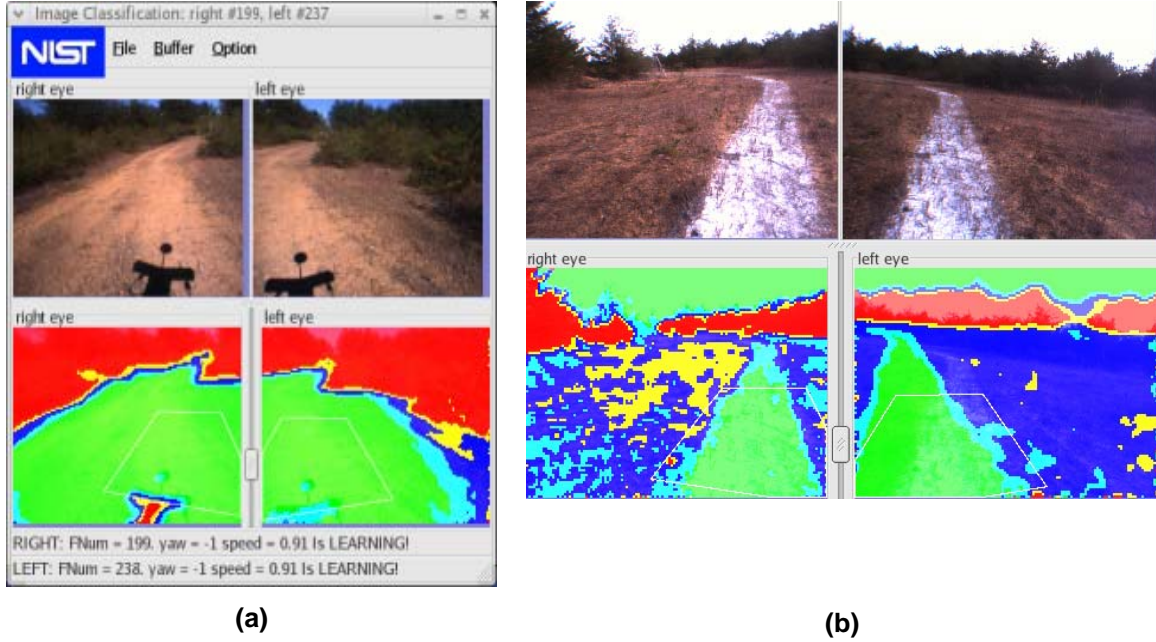 Image Classification: right #199, left #237
NIST File Buffer Option
right eye left eye
right eye left eye
RIGHT: FNum = 199. yaw = -1 speed = 0.91 Is LEARNING!
LEFT: FNum = 238. yaw = -1 speed = 0.91 Is LEARNING!
(a)
right eye left eye
(b)